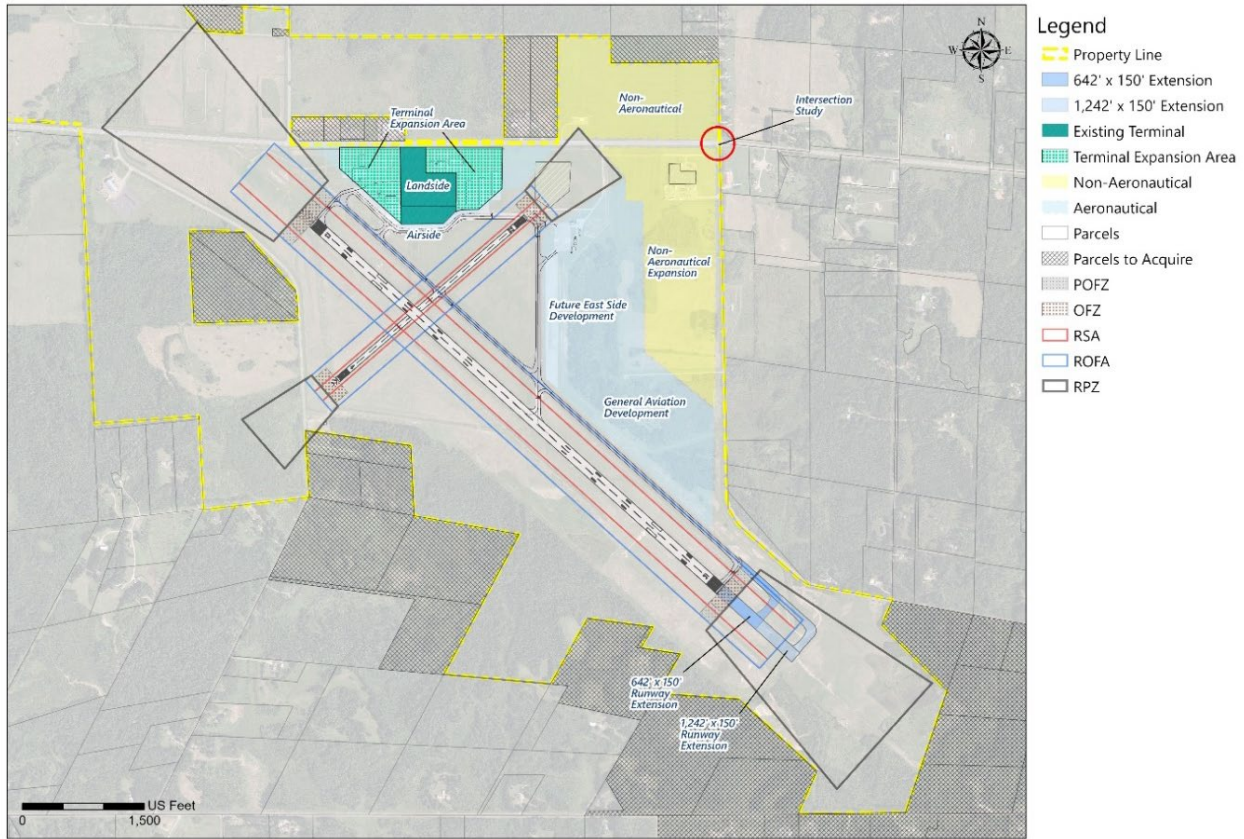 N
W E
S
Non-
Aeronautical
Intersection
Study
Terminal
Expansion Area
Landside
Airside
Non-
Aeronautical
Expansion
Future East Side
Development
General Aviation
Development
642' x 150'
Runway
Extension
1,242' x 150'
Runway
Extension
US Feet
0 1,500
Legend
Property Line
642' x 150' Extension
1,242' x 150' Extension
Existing Terminal
Terminal Expansion Area
Non-Aeronautical
Aeronautical
Parcels
Parcels to Acquire
POFZ
OFZ
RSA
ROFA
RPZ